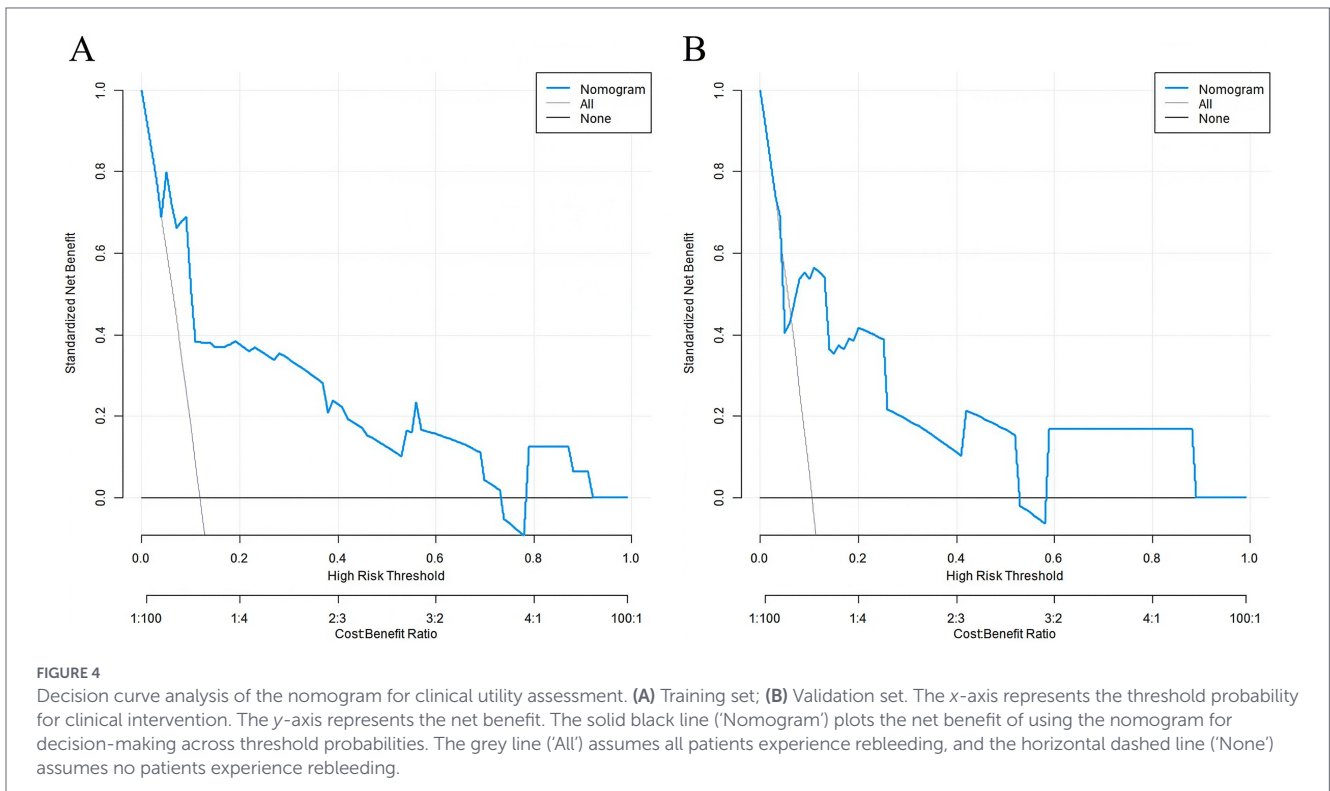 A
Nomogram
All
None
Standardized Net Benefit
1.0
0.8
0.6
0.4
0.2
0.0
0.0 0.2 0.4 0.6 0.8 1.0
High Risk Threshold
1:100 1:4 2:3 3:2 4:1 100:1
Cost:Benefit Ratio
B
Nomogram
All
None
Standardized Net Benefit
1.0
0.8
0.6
0.4
0.2
0.0
0.0 0.2 0.4 0.6 0.8 1.0
High Risk Threshold
1:100 1:4 2:3 3:2 4:1 100:1
Cost:Benefit Ratio
FIGURE 4
Decision curve analysis of the nomogram for clinical utility assessment. (A) Training set; (B) Validation set. The x-axis represents the threshold probability
for clinical intervention. The y-axis represents the net benefit. The solid black line (‘Nomogram’) plots the net benefit of using the nomogram for
decision-making across threshold probabilities. The grey line (‘All’) assumes all patients experience rebleeding, and the horizontal dashed line (‘None’)
assumes no patients experience rebleeding.